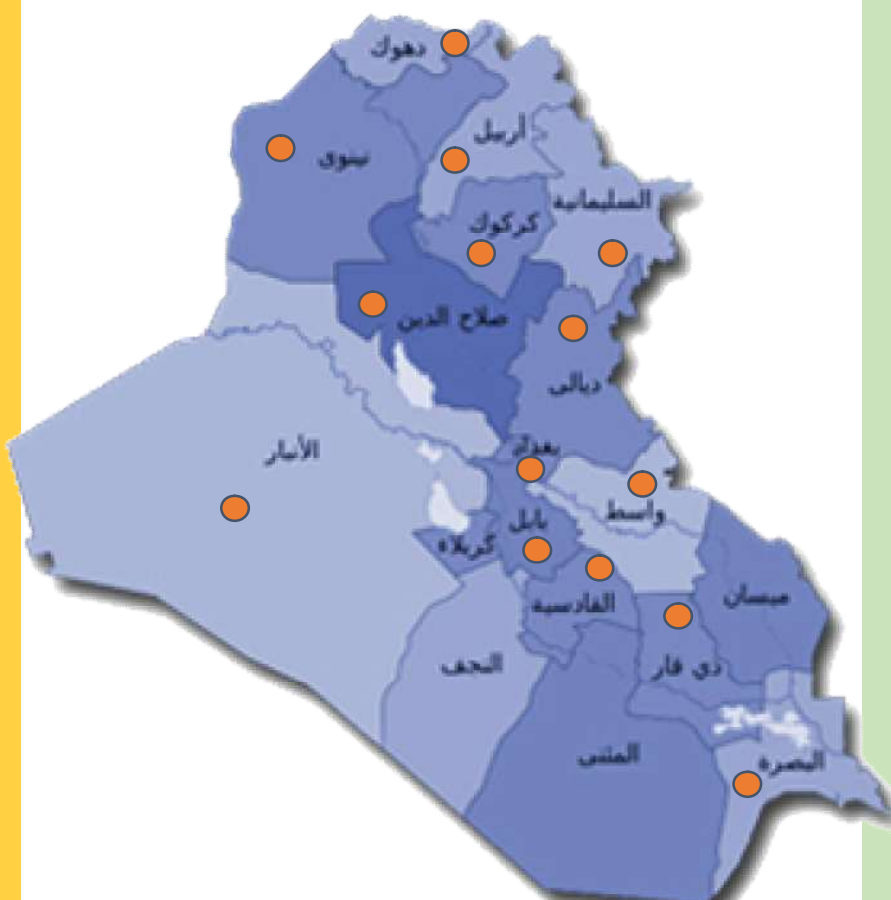 دهوك
أربيل
نينوى
السليمانية
كركوك
صلاح الدين
ديالى
بغداد
الأنبار
واسط
بابل
كربلاء
ميسان
القادسية
النجف
ذي قار
المثنى
البصرة